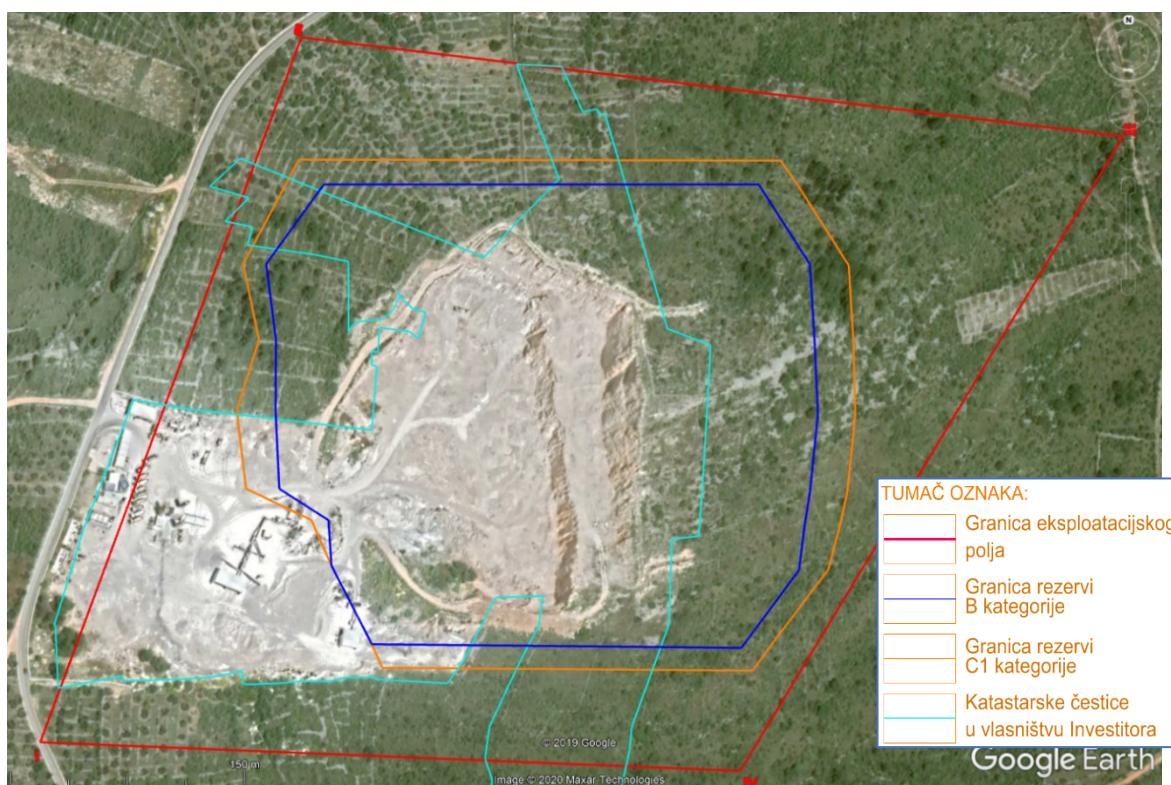 N
TUMAČ OZNAKA:
Granica eksploatacijskog
polja
Granica rezervi
B kategorije
Granica rezervi
C1 kategorije
Katastarske čestice
u vlasništvu Investitora
© 2019 Google
150 m
Image © 2020 Maxar Technologies
Google Earth